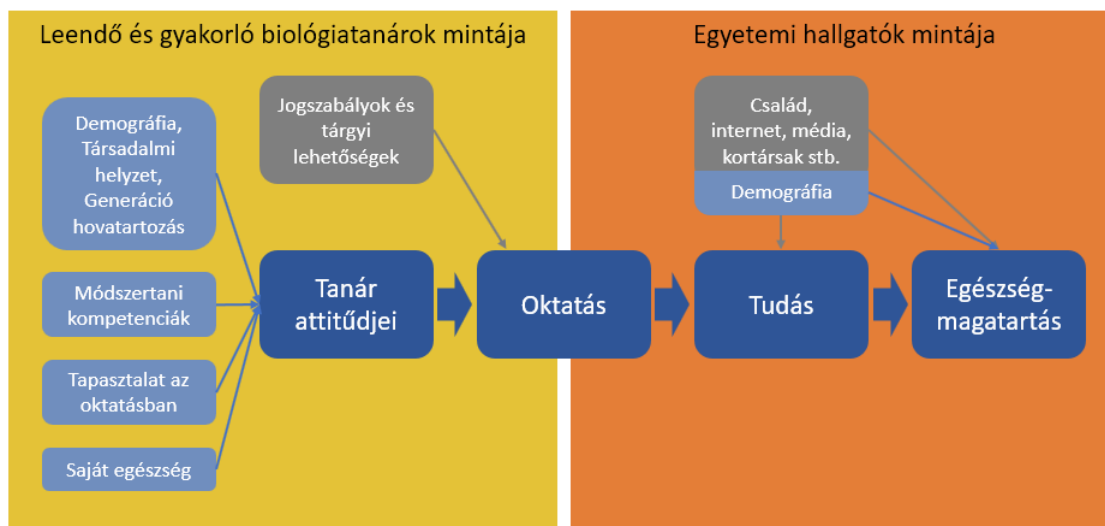 Leendő és gyakorló biológiatanárok mintája
Egyetemi hallgatók mintája
Demográfia,
Társadalmi
helyzet,
Generáció
hovatartozás
Jogszabályok és
tárgyi
lehetőségek
Család,
internet, média,
kortársak stb.
Demográfia
Módszertani
kompetenciák
Tapasztalat az
oktatásban
Saját egészség
Tanár
attitűdjei
Oktatás
Tudás
Egészség-
magatartás